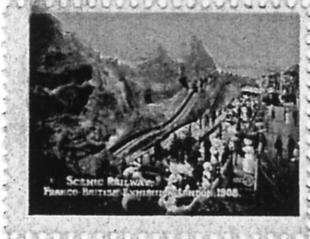 SCENIC RAILWAY,
FRANCO-BRITISH EXHIBITION, LONDON, 1908.